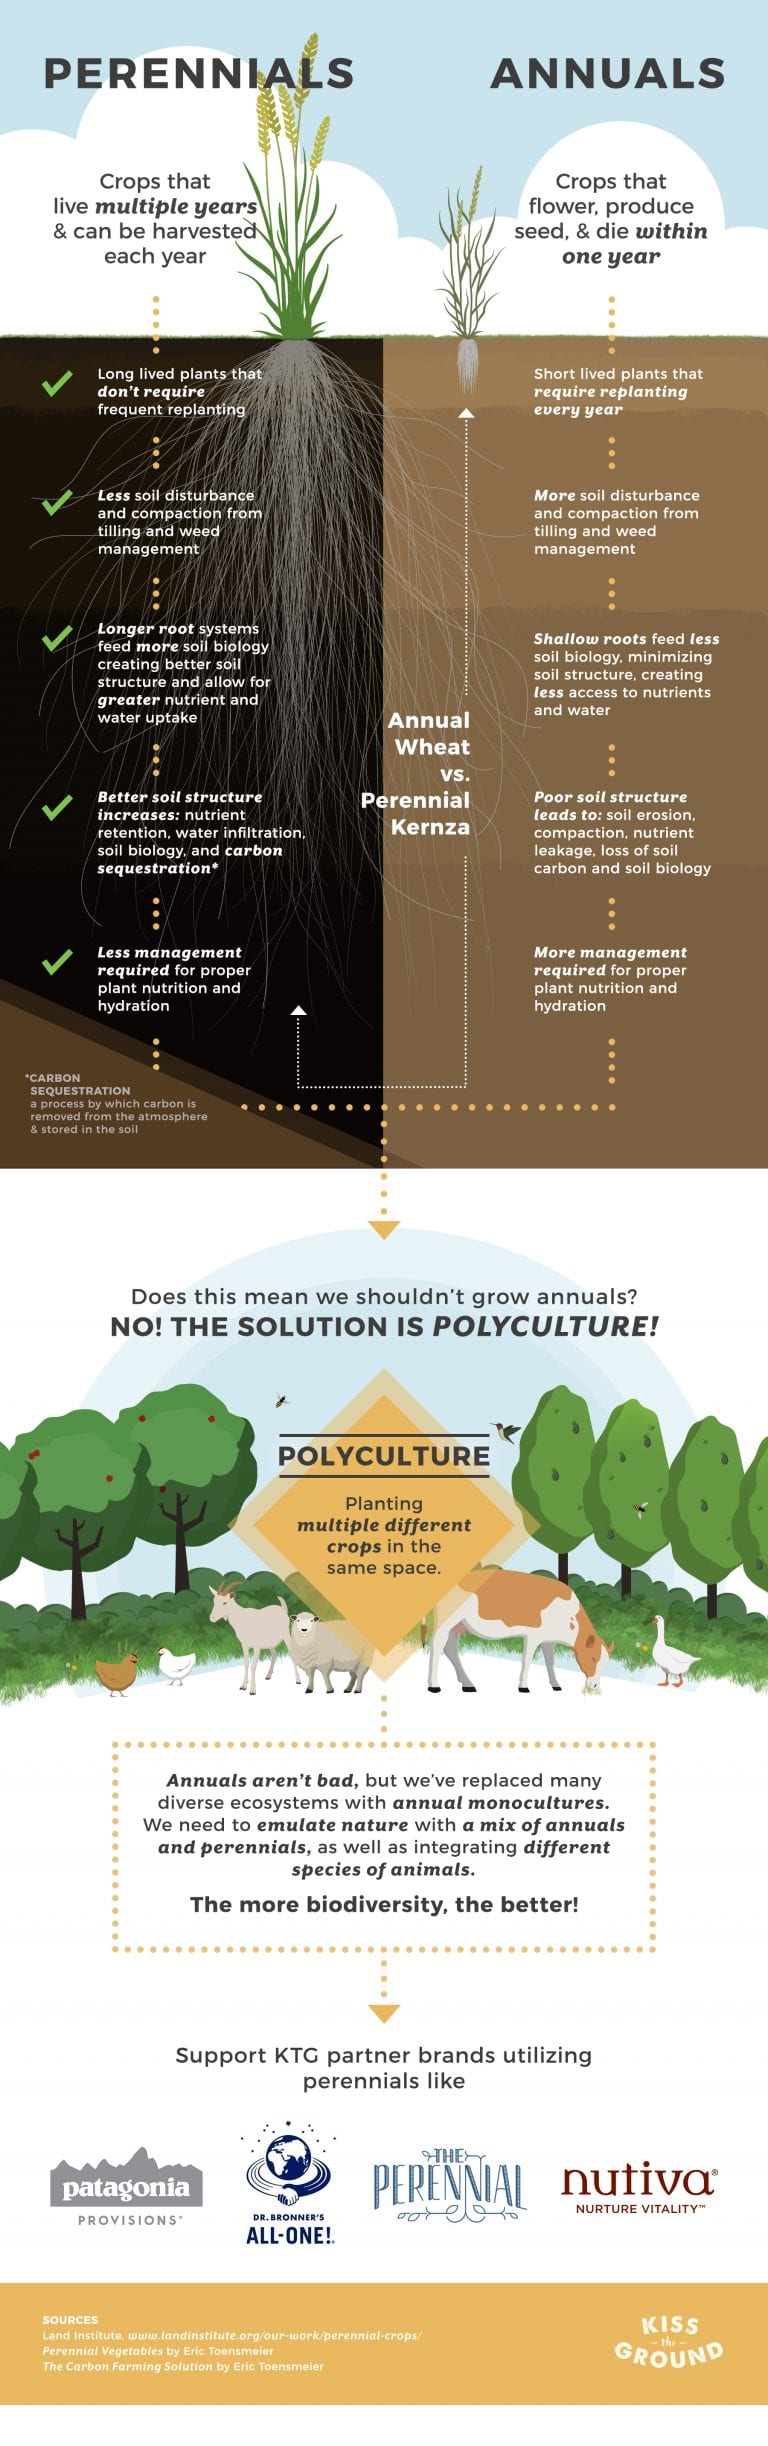 PERENNIALS
Crops that
live multiple years
& can be harvested
each year
ANNUALS
Crops that
flower, produce
seed, & die within
one year
Long lived plants that
don't require
frequent replanting
Short lived plants that
require replanting
every year
Less soil disturbance
and compaction from
tilling and weed
management
More soil disturbance
and compaction from
tilling and weed
management
Longer root systems
feed more soil biology
creating better soil
structure and allow for
greater nutrient and
water uptake
Shallow roots feed less
soil biology, minimizing
soil structure, creating
less access to nutrients
and water
Annual
Wheat
vs.
Perennial
Kernza
Better soil structure
increases: nutrient
retention, water infiltration,
soil biology, and carbon
sequestration*
Poor soil structure
leads to: soil erosion,
compaction, nutrient
leakage, loss of soil
carbon and soil biology
Less management
required for proper
plant nutrition and
hydration
More management
required for proper
plant nutrition and
hydration
*CARBON
SEQUESTRATION
a process by which carbon is
removed from the atmosphere
& stored in the soil
Does this mean we shouldn't grow annuals?
NO! THE SOLUTION IS POLYCULTURE!
POLYCULTURE
Planting
multiple different
crops in the
same space.
Annuals aren't bad, but we've replaced many
diverse ecosystems with annual monocultures.
We need to emulate nature with a mix of annuals
and perennials, as well as integrating different
species of animals.
The more biodiversity, the better!
Support KTG partner brands utilizing
perennials like
patagonia
PROVISIONS®
DR. BRONNER'S
ALL-ONE!
THE
PERENNIAL
nutiva®
NURTURE VITALITY™
SOURCES
Land Institute, www.landinstitute.org/our-work/perennial-crops/
Perennial Vegetables by Eric Toensmeier
The Carbon Farming Solution by Eric Toensmeier
KISS
the
GROUND